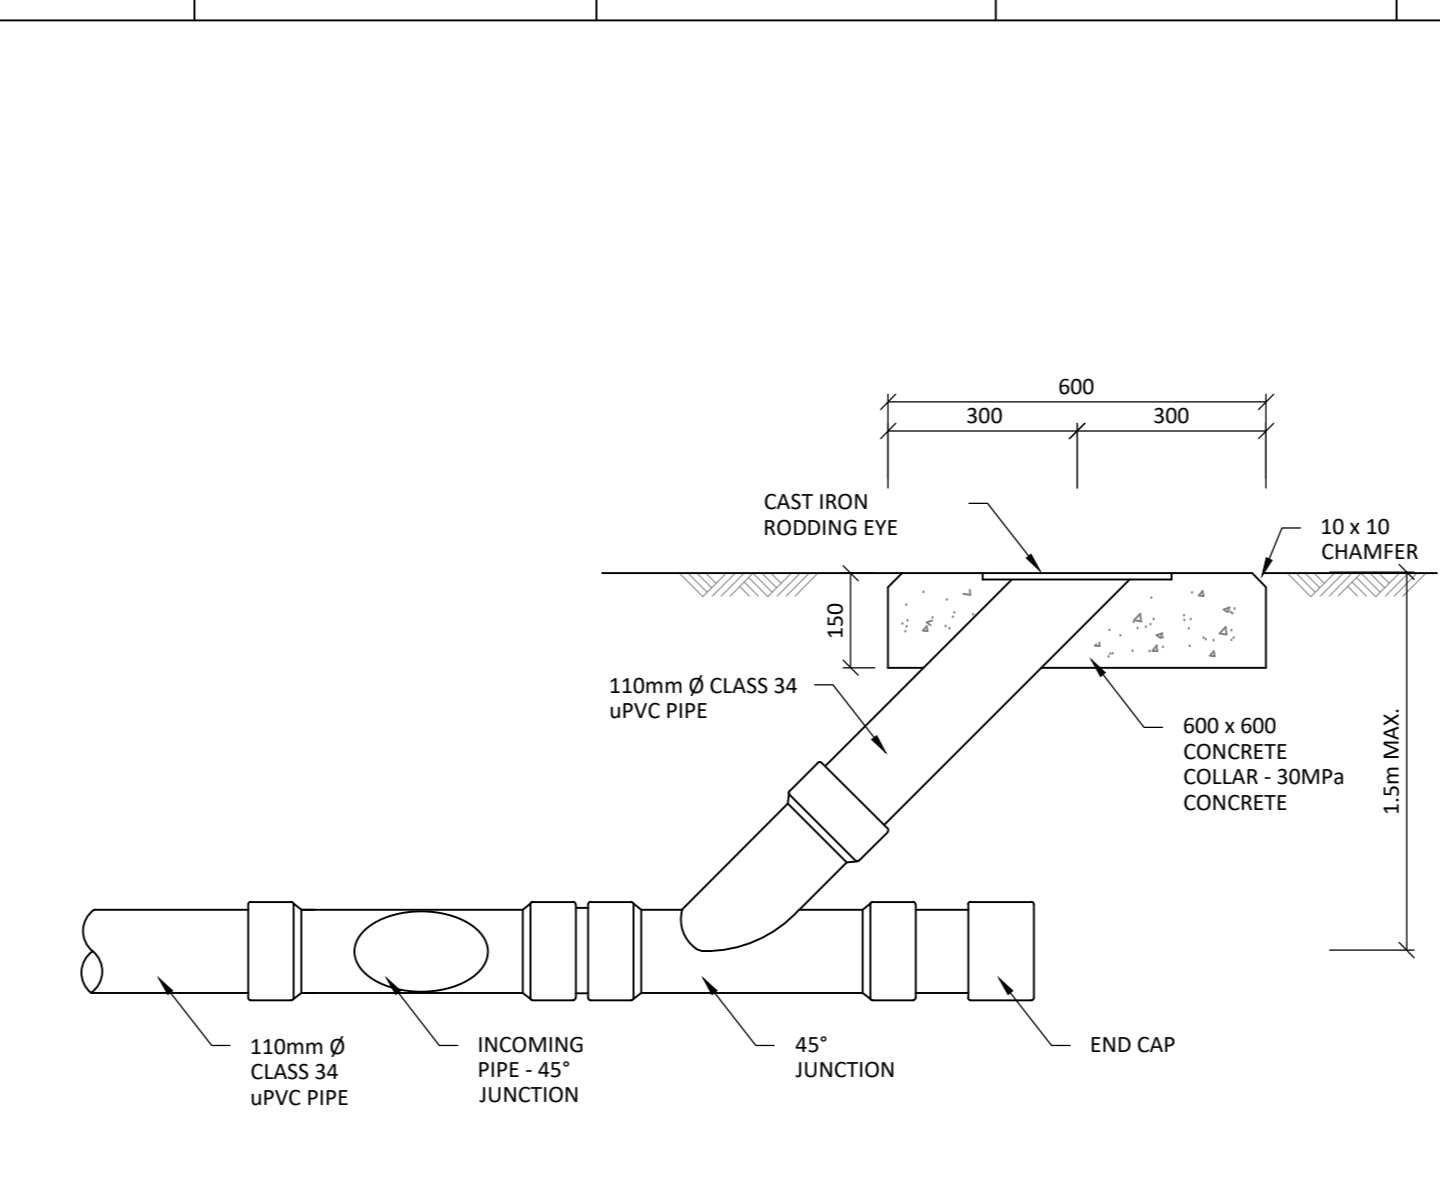 600
300
300
CAST IRON
RODDING EYE
10 x 10
CHAMFER
150
110mm Ø CLASS 34
uPVC PIPE
600 x 600
CONCRETE
COLLAR - 30MPa
CONCRETE
1.5m MAX.
110mm Ø
CLASS 34
uPVC PIPE
INCOMING
PIPE - 45°
JUNCTION
45°
JUNCTION
END CAP